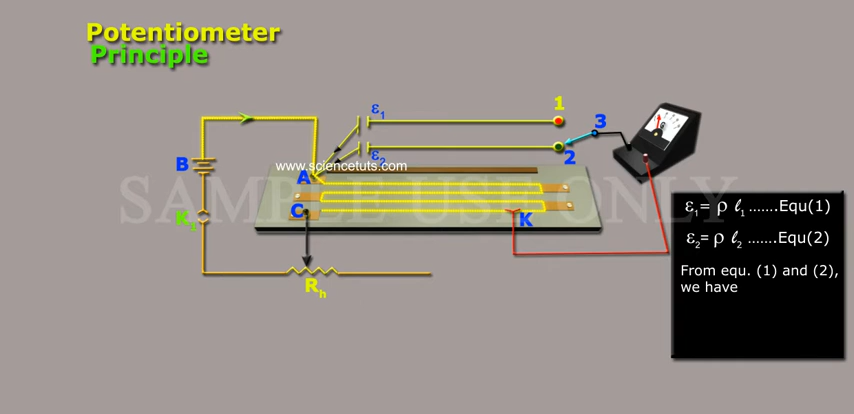 Potentiometer
Principle
ε₁
1
3
B
ε₂
2
www.sciencetuts.com
A
SAMPLE USE ONLY
C
K
K₁
Rₕ
ε₁= ρ ℓ₁ .......Equ(1)
ε₂= ρ ℓ₂ .......Equ(2)
From equ. (1) and (2),
we have